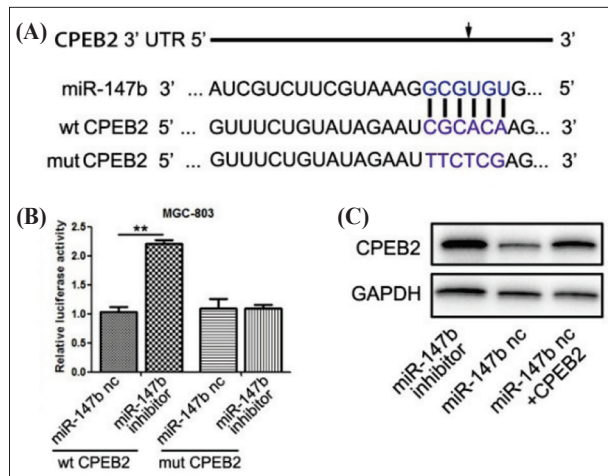 (A)
CPEB2 3' UTR 5' 3'
miR-147b 3' ... AUCGUCUUCGUAAAGGCGUGUG... 5'
wt CPEB2 5' ... GUUUCUGUAUAGAAUCGCACAAG... 3'
mut CPEB2 5' ... GUUUCUGUAUAGAAUTTCTCGAG... 3'
(B)
MGC-803
**
Relative luciferase activity
2.5
2.0
1.5
1.0
0.5
0.0
miR-147b nc
miR-147b inhibitor
miR-147b nc
miR-147b inhibitor
wt CPEB2 mut CPEB2
(C)
CPEB2
GAPDH
miR-147b
inhibitor
miR-147b nc
miR-147b nc
+CPEB2